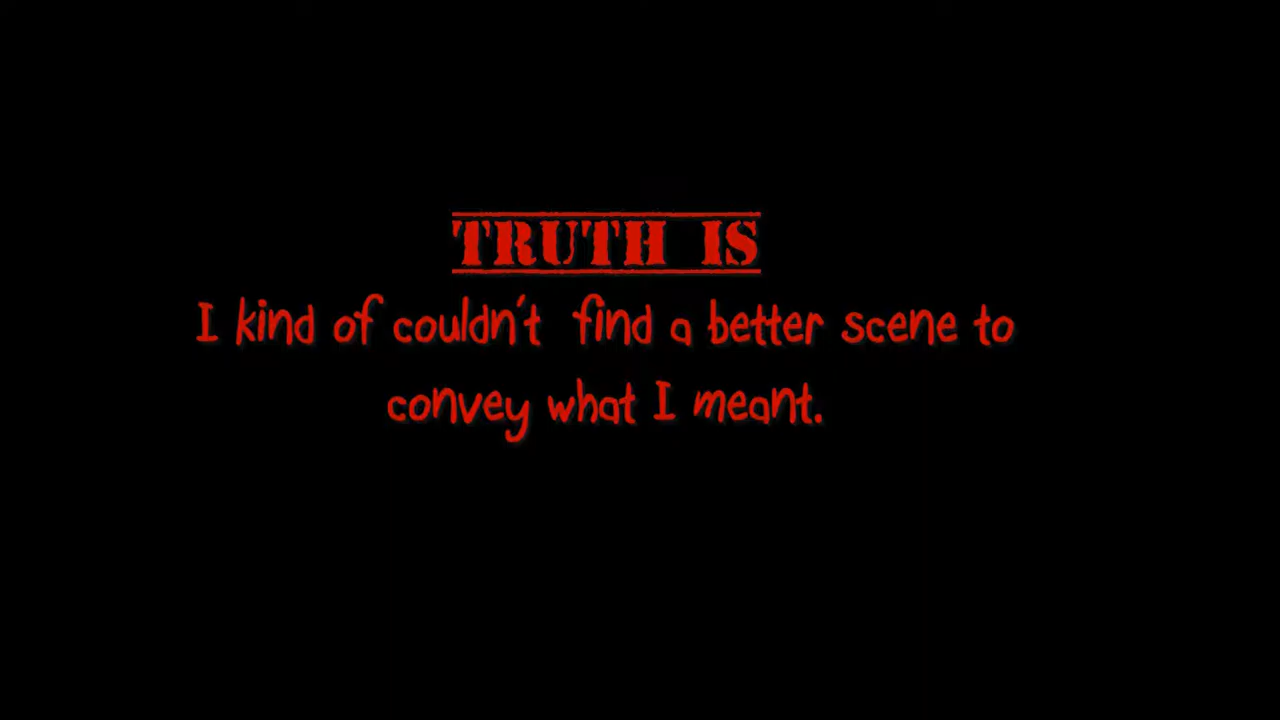 TRUTH IS
I kind of couldn't find a better scene to
convey what I meant.